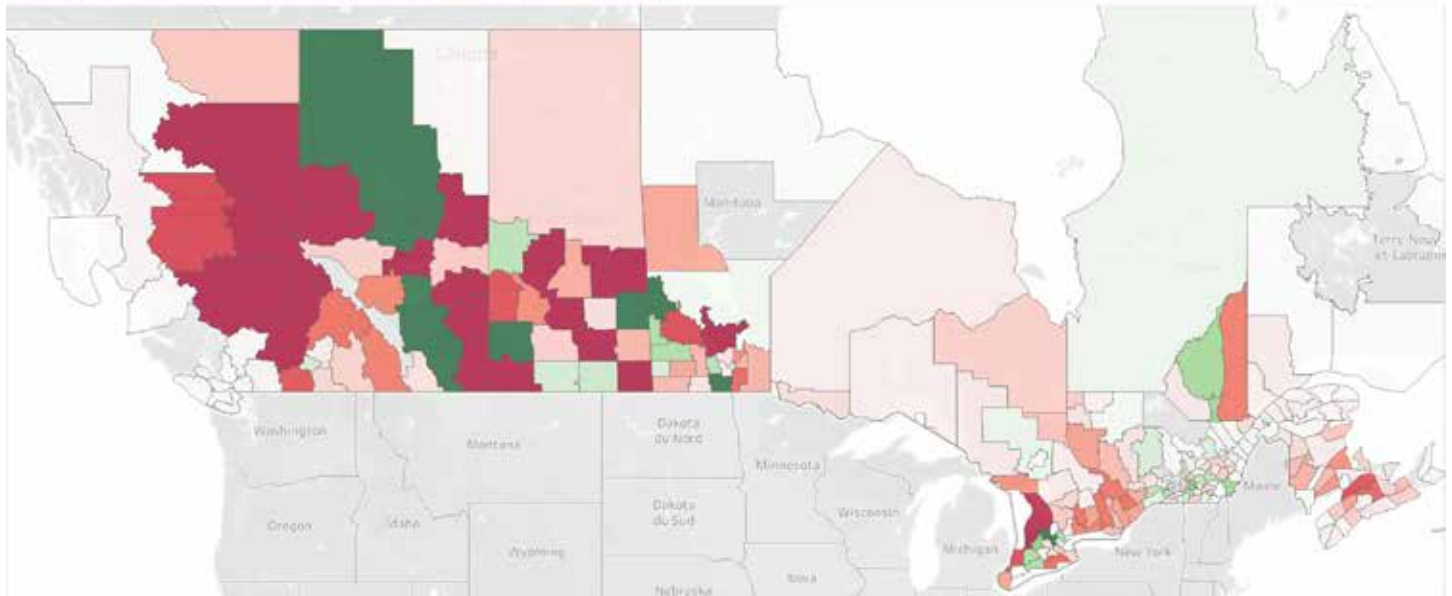 Canada
Manitoba
Terre-Neuve-
et-Labrador
Washington
Montana
Dakota
du Nord
Minnesota
Maine
Oregon
Idaho
Dakota
du Sud
Wisconsin
Michigan
New York
Wyoming
Iowa
Nebraska